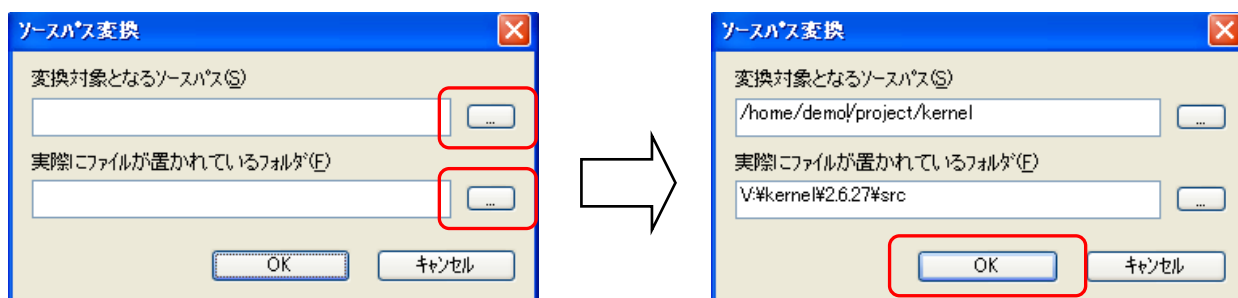 ソースパス変換
変換対象となるソースパス(S)
...
実際にファイルが置かれているフォルダ(F)
...
OK
キャンセル
ソースパス変換
変換対象となるソースパス(S)
/home/demo/project/kernel
...
実際にファイルが置かれているフォルダ(F)
V:¥kernel¥2.6.27¥src
...
OK
キャンセル